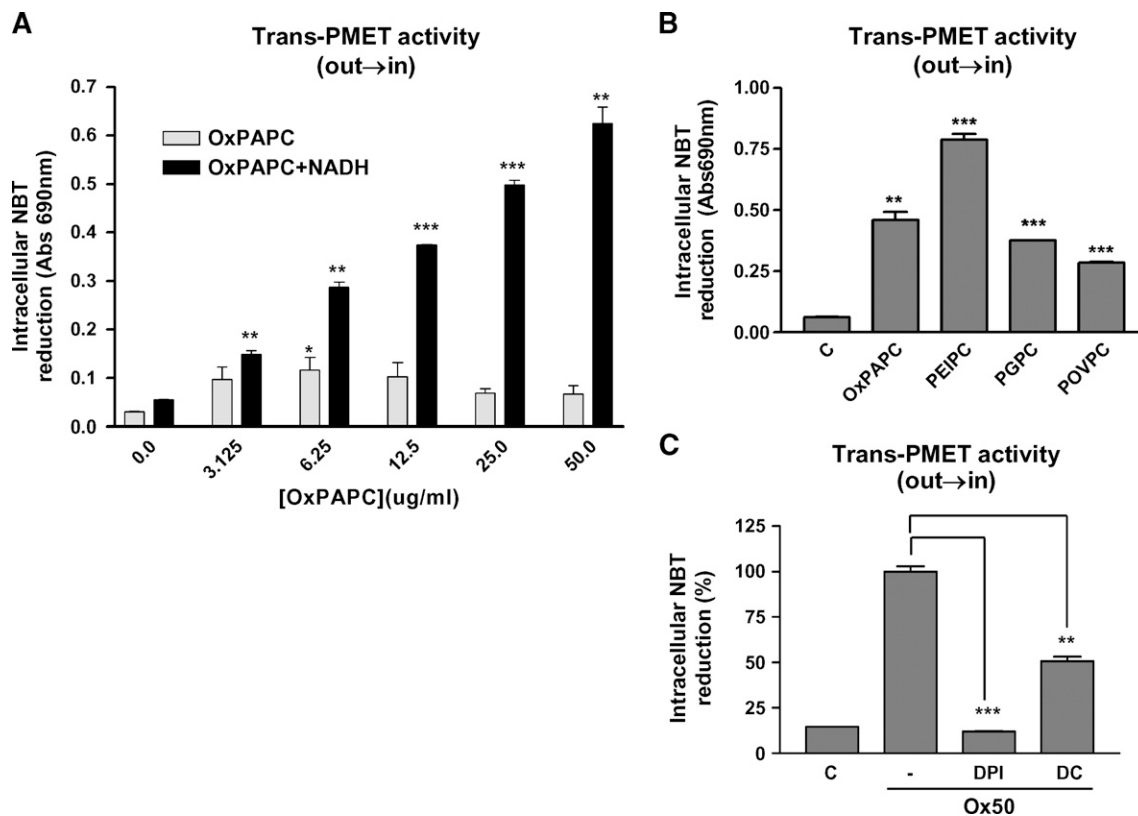 A
Trans-PMET activity
(out→in)
Intracellular NBT
reduction (Abs 690nm)
0.7
0.6
0.5
0.4
0.3
0.2
0.1
0.0
OxPAPC
OxPAPC+NADH
**
*
**
***
***
**
0.0
3.125
6.25
12.5
25.0
50.0
[OxPAPC](ug/ml)
B
Trans-PMET activity
(out→in)
Intracellular NBT
reduction (Abs690nm)
1.00
0.75
0.50
0.25
0.00
**
***
***
***
C
OxPAPC
PEIPC
PGPC
POVPC
C
Trans-PMET activity
(out→in)
Intracellular NBT
reduction (%)
125
100
75
50
25
0
***
**
C
-
DPI
DC
Ox50